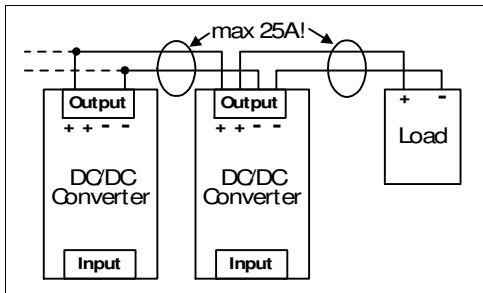 max 25A!
Output
+ + - -
DC/DC
Converter
Input
Output
+ + - -
DC/DC
Converter
Input
+ -
Load